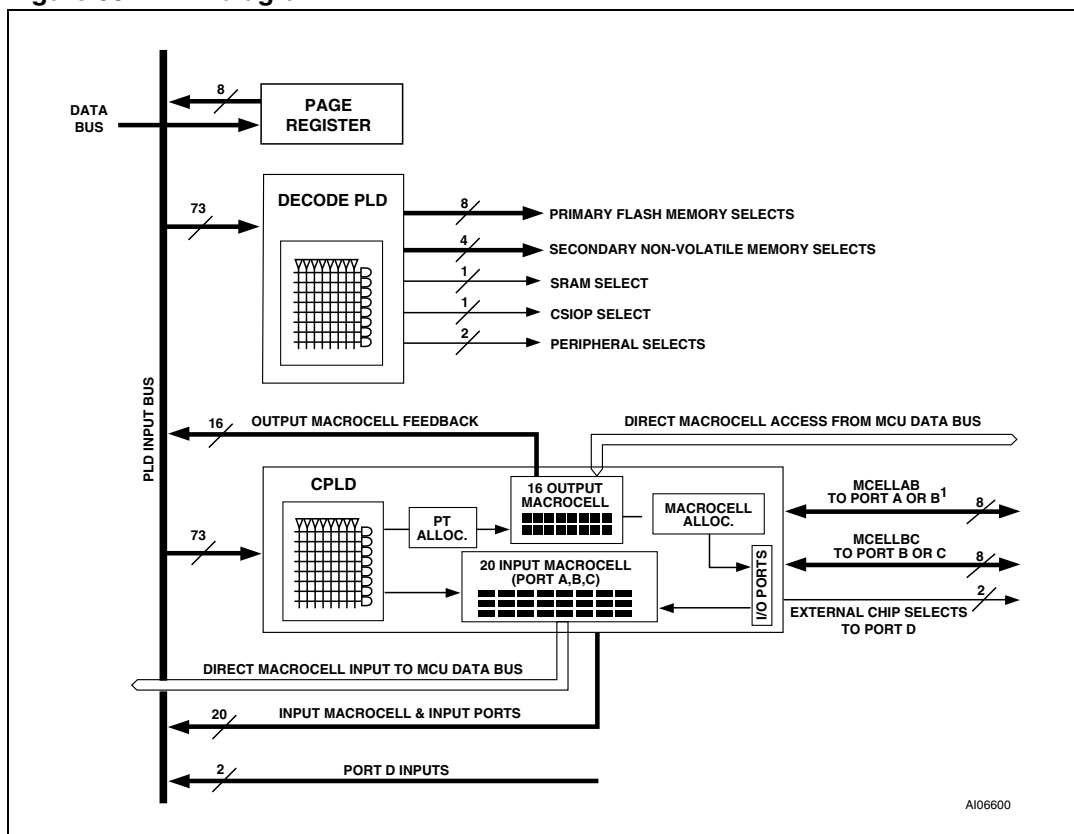 8
DATA
BUS
PAGE
REGISTER
73
DECODE PLD
8
PRIMARY FLASH MEMORY SELECTS
4
SECONDARY NON-VOLATILE MEMORY SELECTS
1
SRAM SELECT
1
CSIOP SELECT
2
PERIPHERAL SELECTS
PLD INPUT BUS
16
OUTPUT MACROCELL FEEDBACK
DIRECT MACROCELL ACCESS FROM MCU DATA BUS
73
CPLD
PT
ALLOC.
16 OUTPUT
MACROCELL
MACROCELL
ALLOC.
20 INPUT MACROCELL
(PORT A,B,C)
I/O PORTS
MCELLAB
TO PORT A OR B1
8
MCELLBC
TO PORT B OR C
8
2
EXTERNAL CHIP SELECTS
TO PORT D
DIRECT MACROCELL INPUT TO MCU DATA BUS
20
INPUT MACROCELL & INPUT PORTS
2
PORT D INPUTS
AI06600